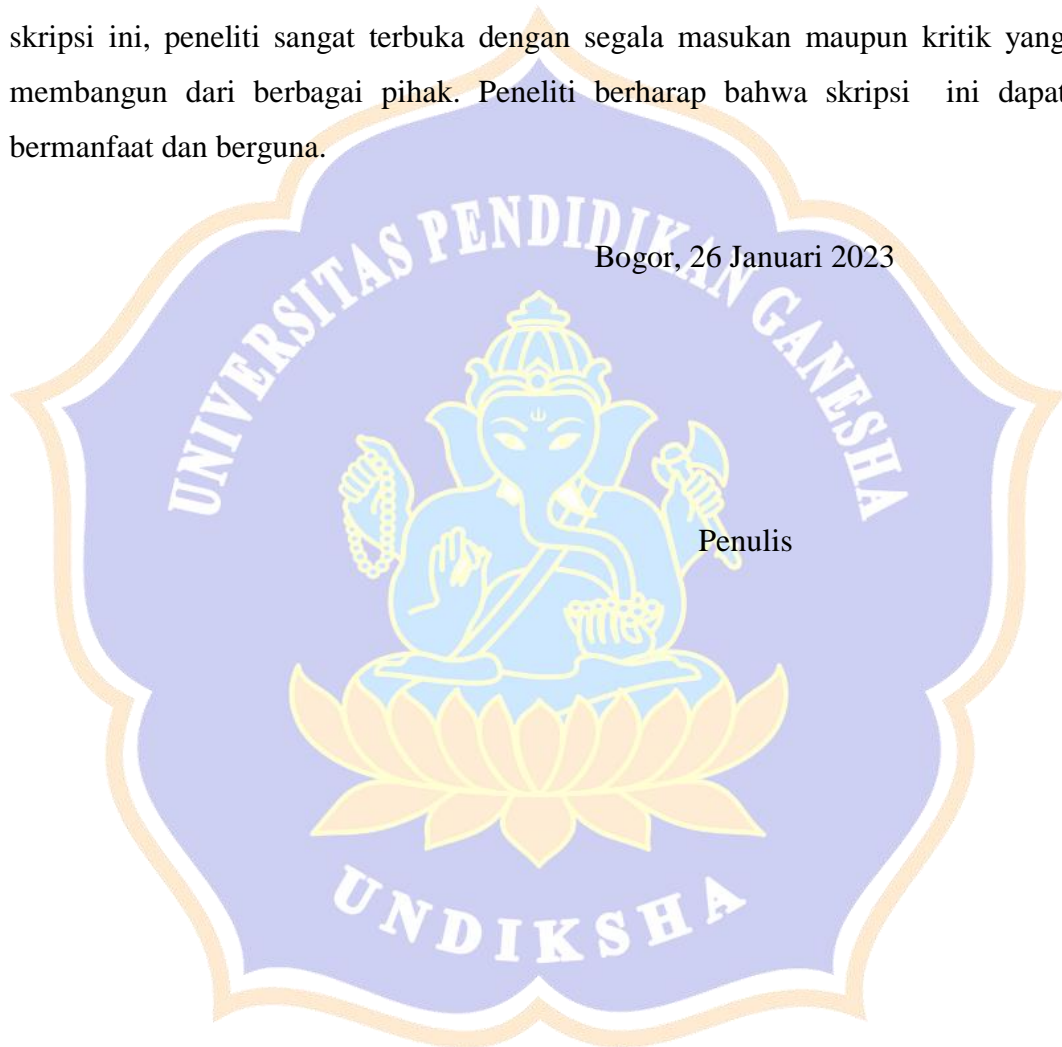 skripsi ini, peneliti sangat terbuka dengan segala masukan maupun kritik yang
membangun dari berbagai pihak. Peneliti berharap bahwa skripsi ini dapat
bermanfaat dan berguna.
UNIVERSITAS PENDIDIKAN GANESHA
Bogor, 26 Januari 2023
Penulis
UNDIKSHA